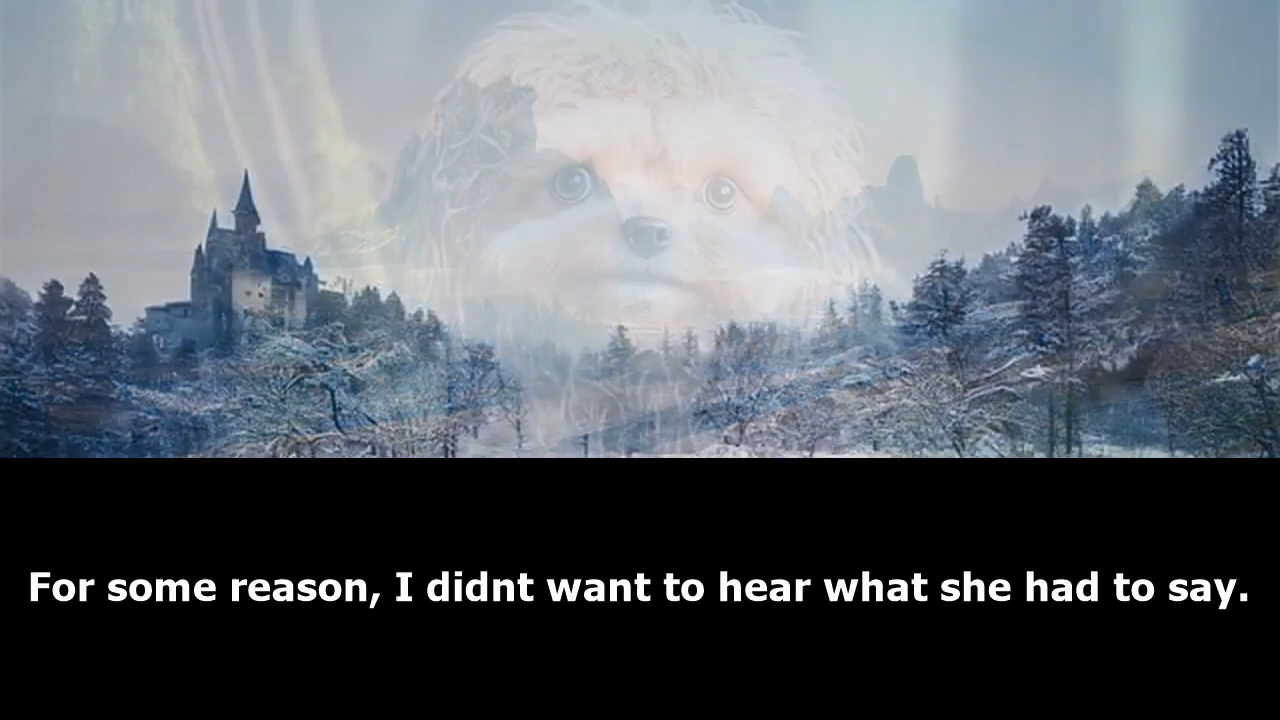 For some reason, I didnt want to hear what she had to say.